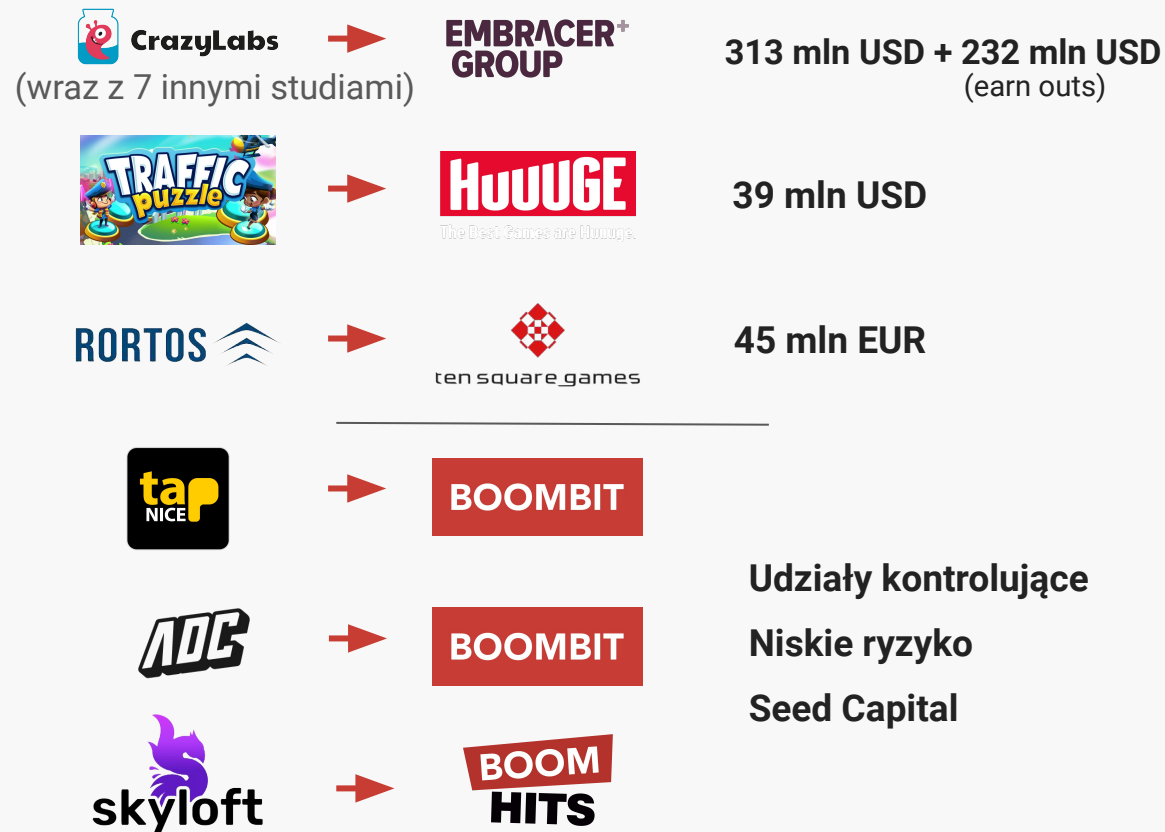 CrazyLabs
EMBRACER+
GROUP
313 mln USD + 232 mln USD
(wraz z 7 innymi studiami)
(earn outs)
TRAFFIC
puzzle
HUUUGE
The Best Games are Huuuge.
39 mln USD
RORTOS
ten square games
45 mln EUR
tap
NICE
BOOMBIT
ADC
BOOMBIT
Udziały kontrolujące
Niskie ryzyko
Seed Capital
skyloft
BOOM
HITS